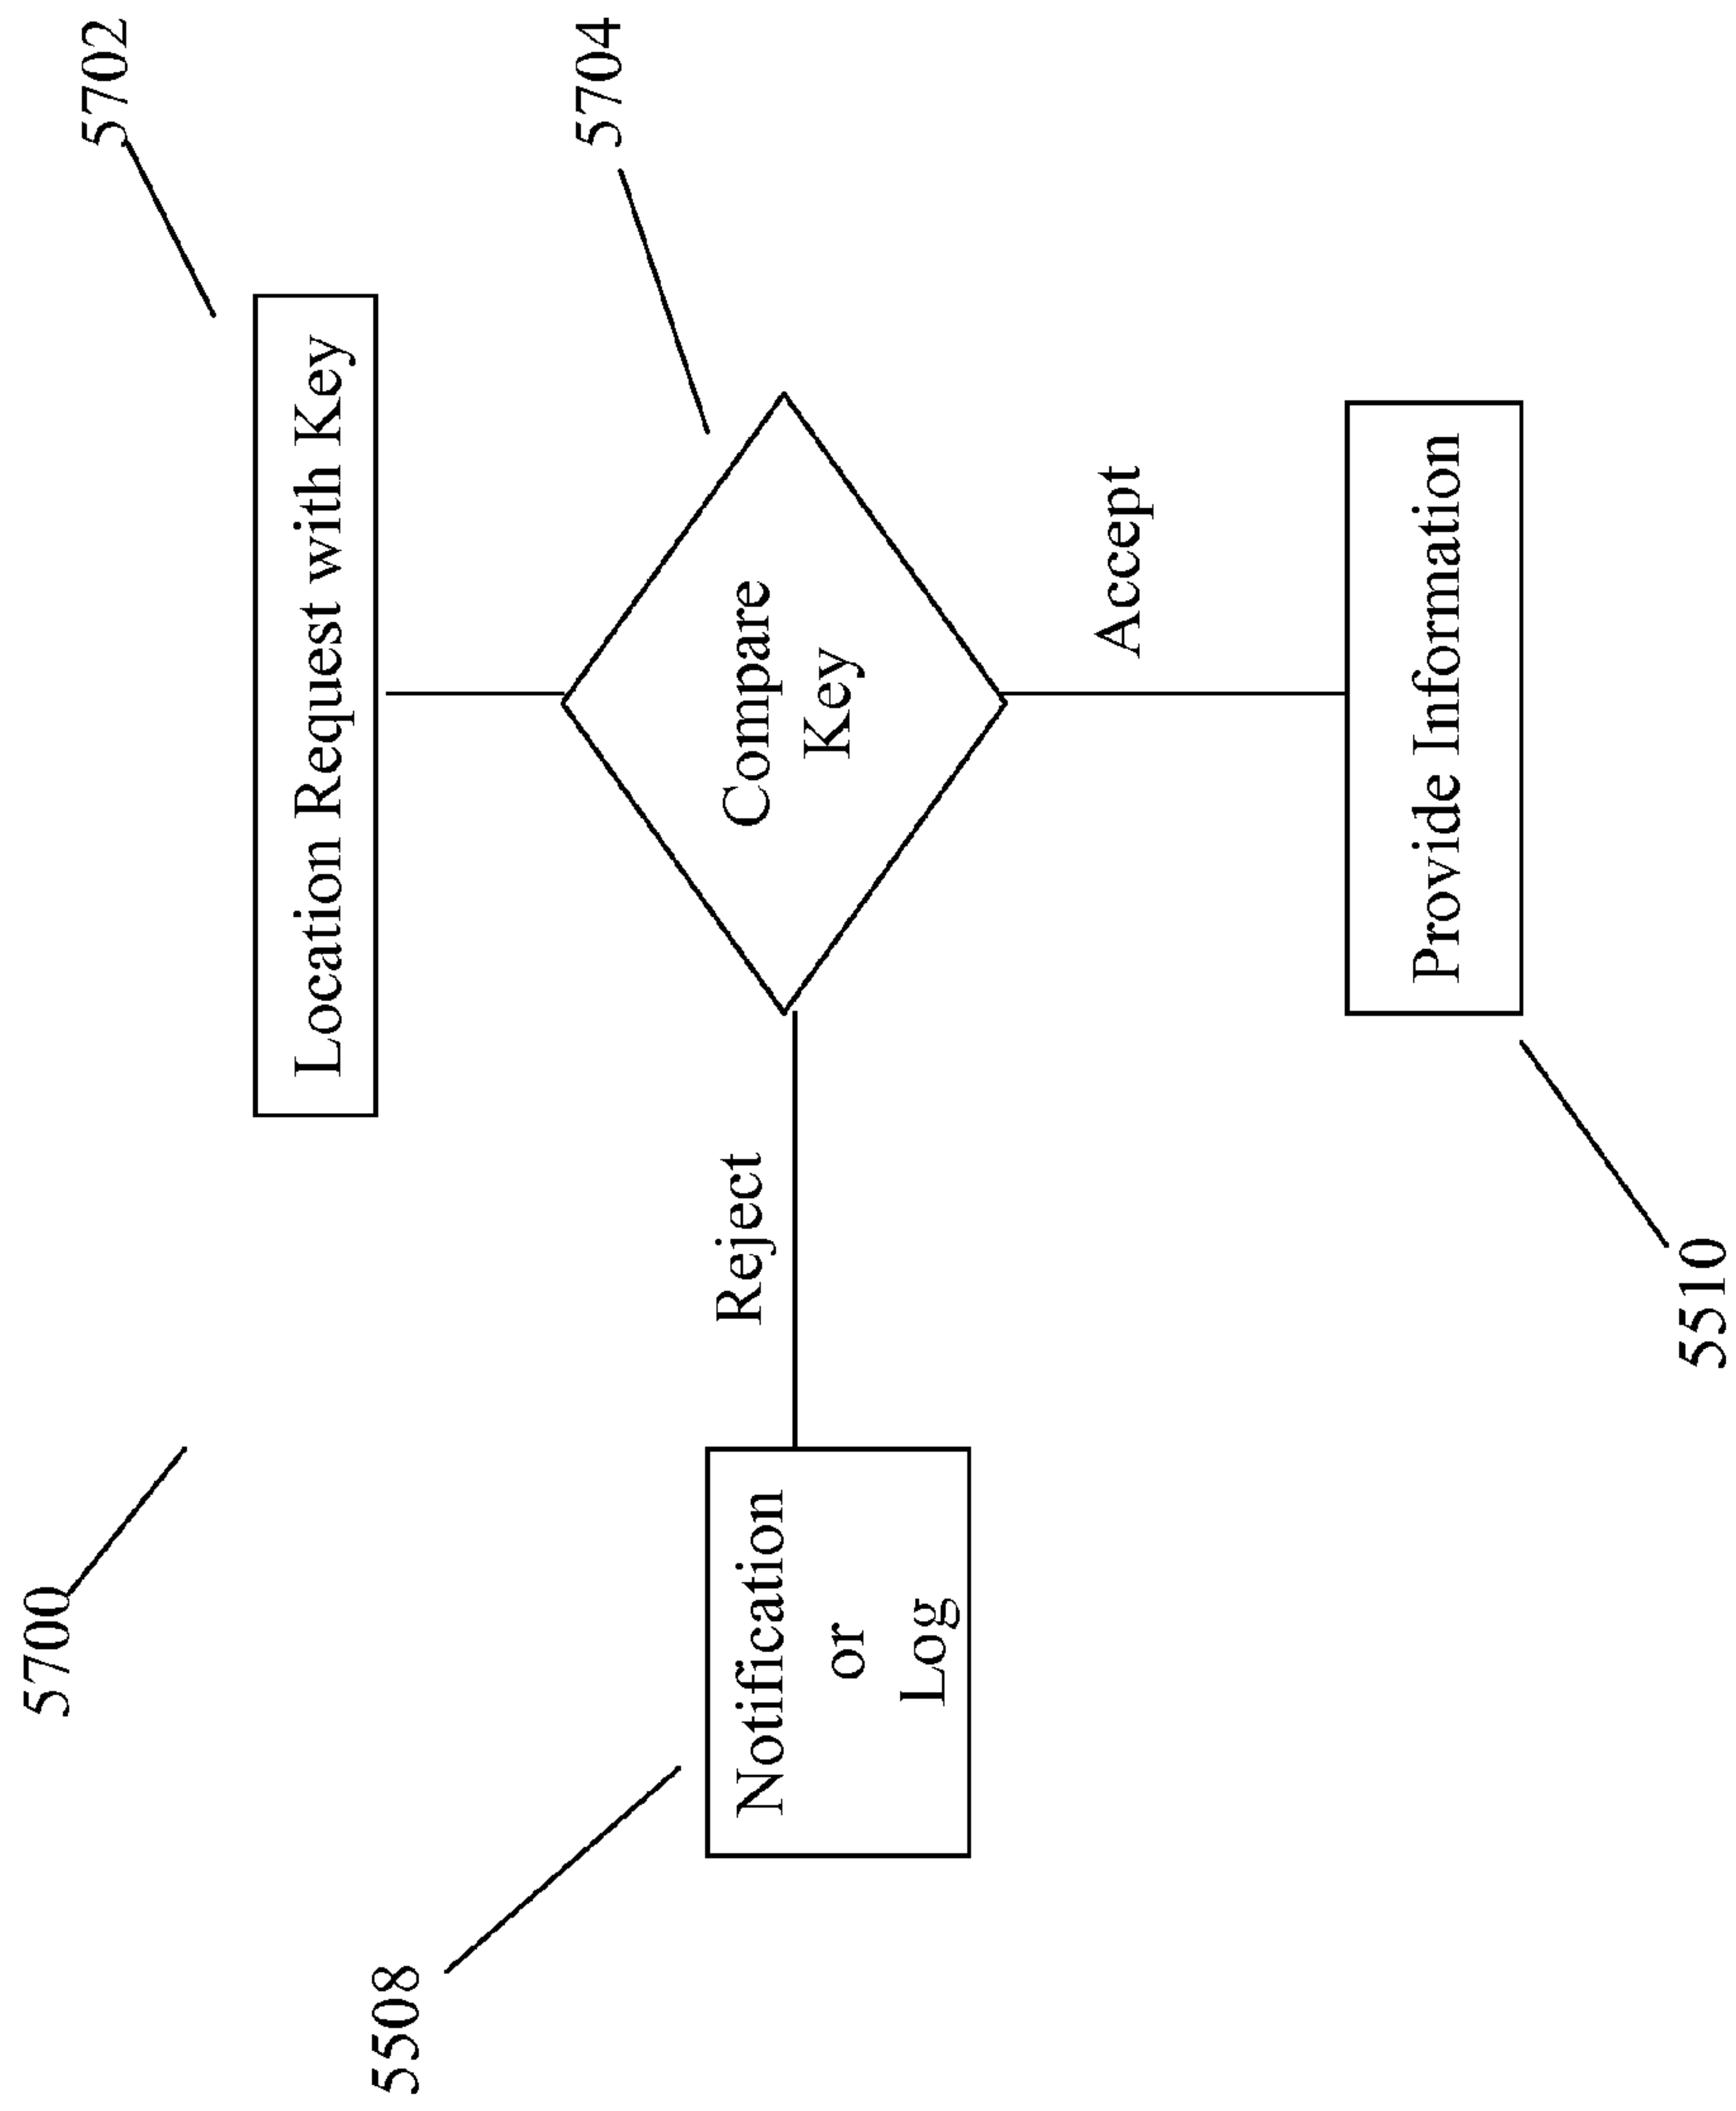 5700
5702
Location Request with Key
5704
5508
Reject
Compare
Key
Notification
or
Log
Accept
Provide Information
5510